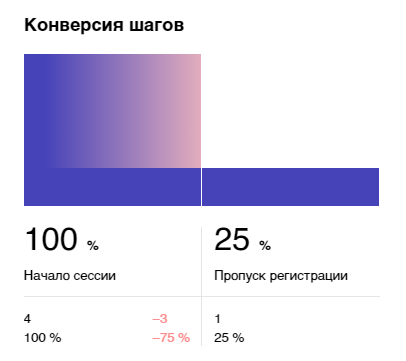 Конверсия шагов
100 % 25 %
Начало сессии Пропуск регистрации
4 –3 1
100 % –75 % 25 %